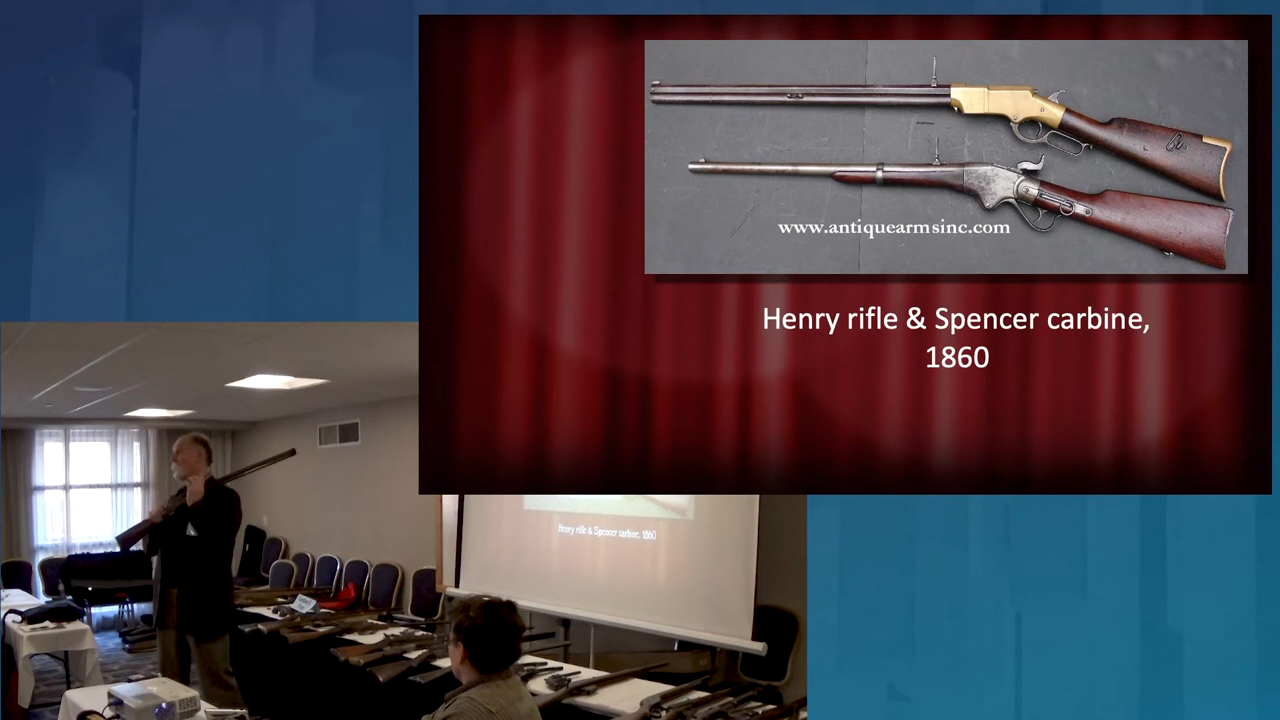 www.antiquearmsinc.com
Henry rifle & Spencer carbine,
1860
Henry rifle & Spencer carbine, 1860